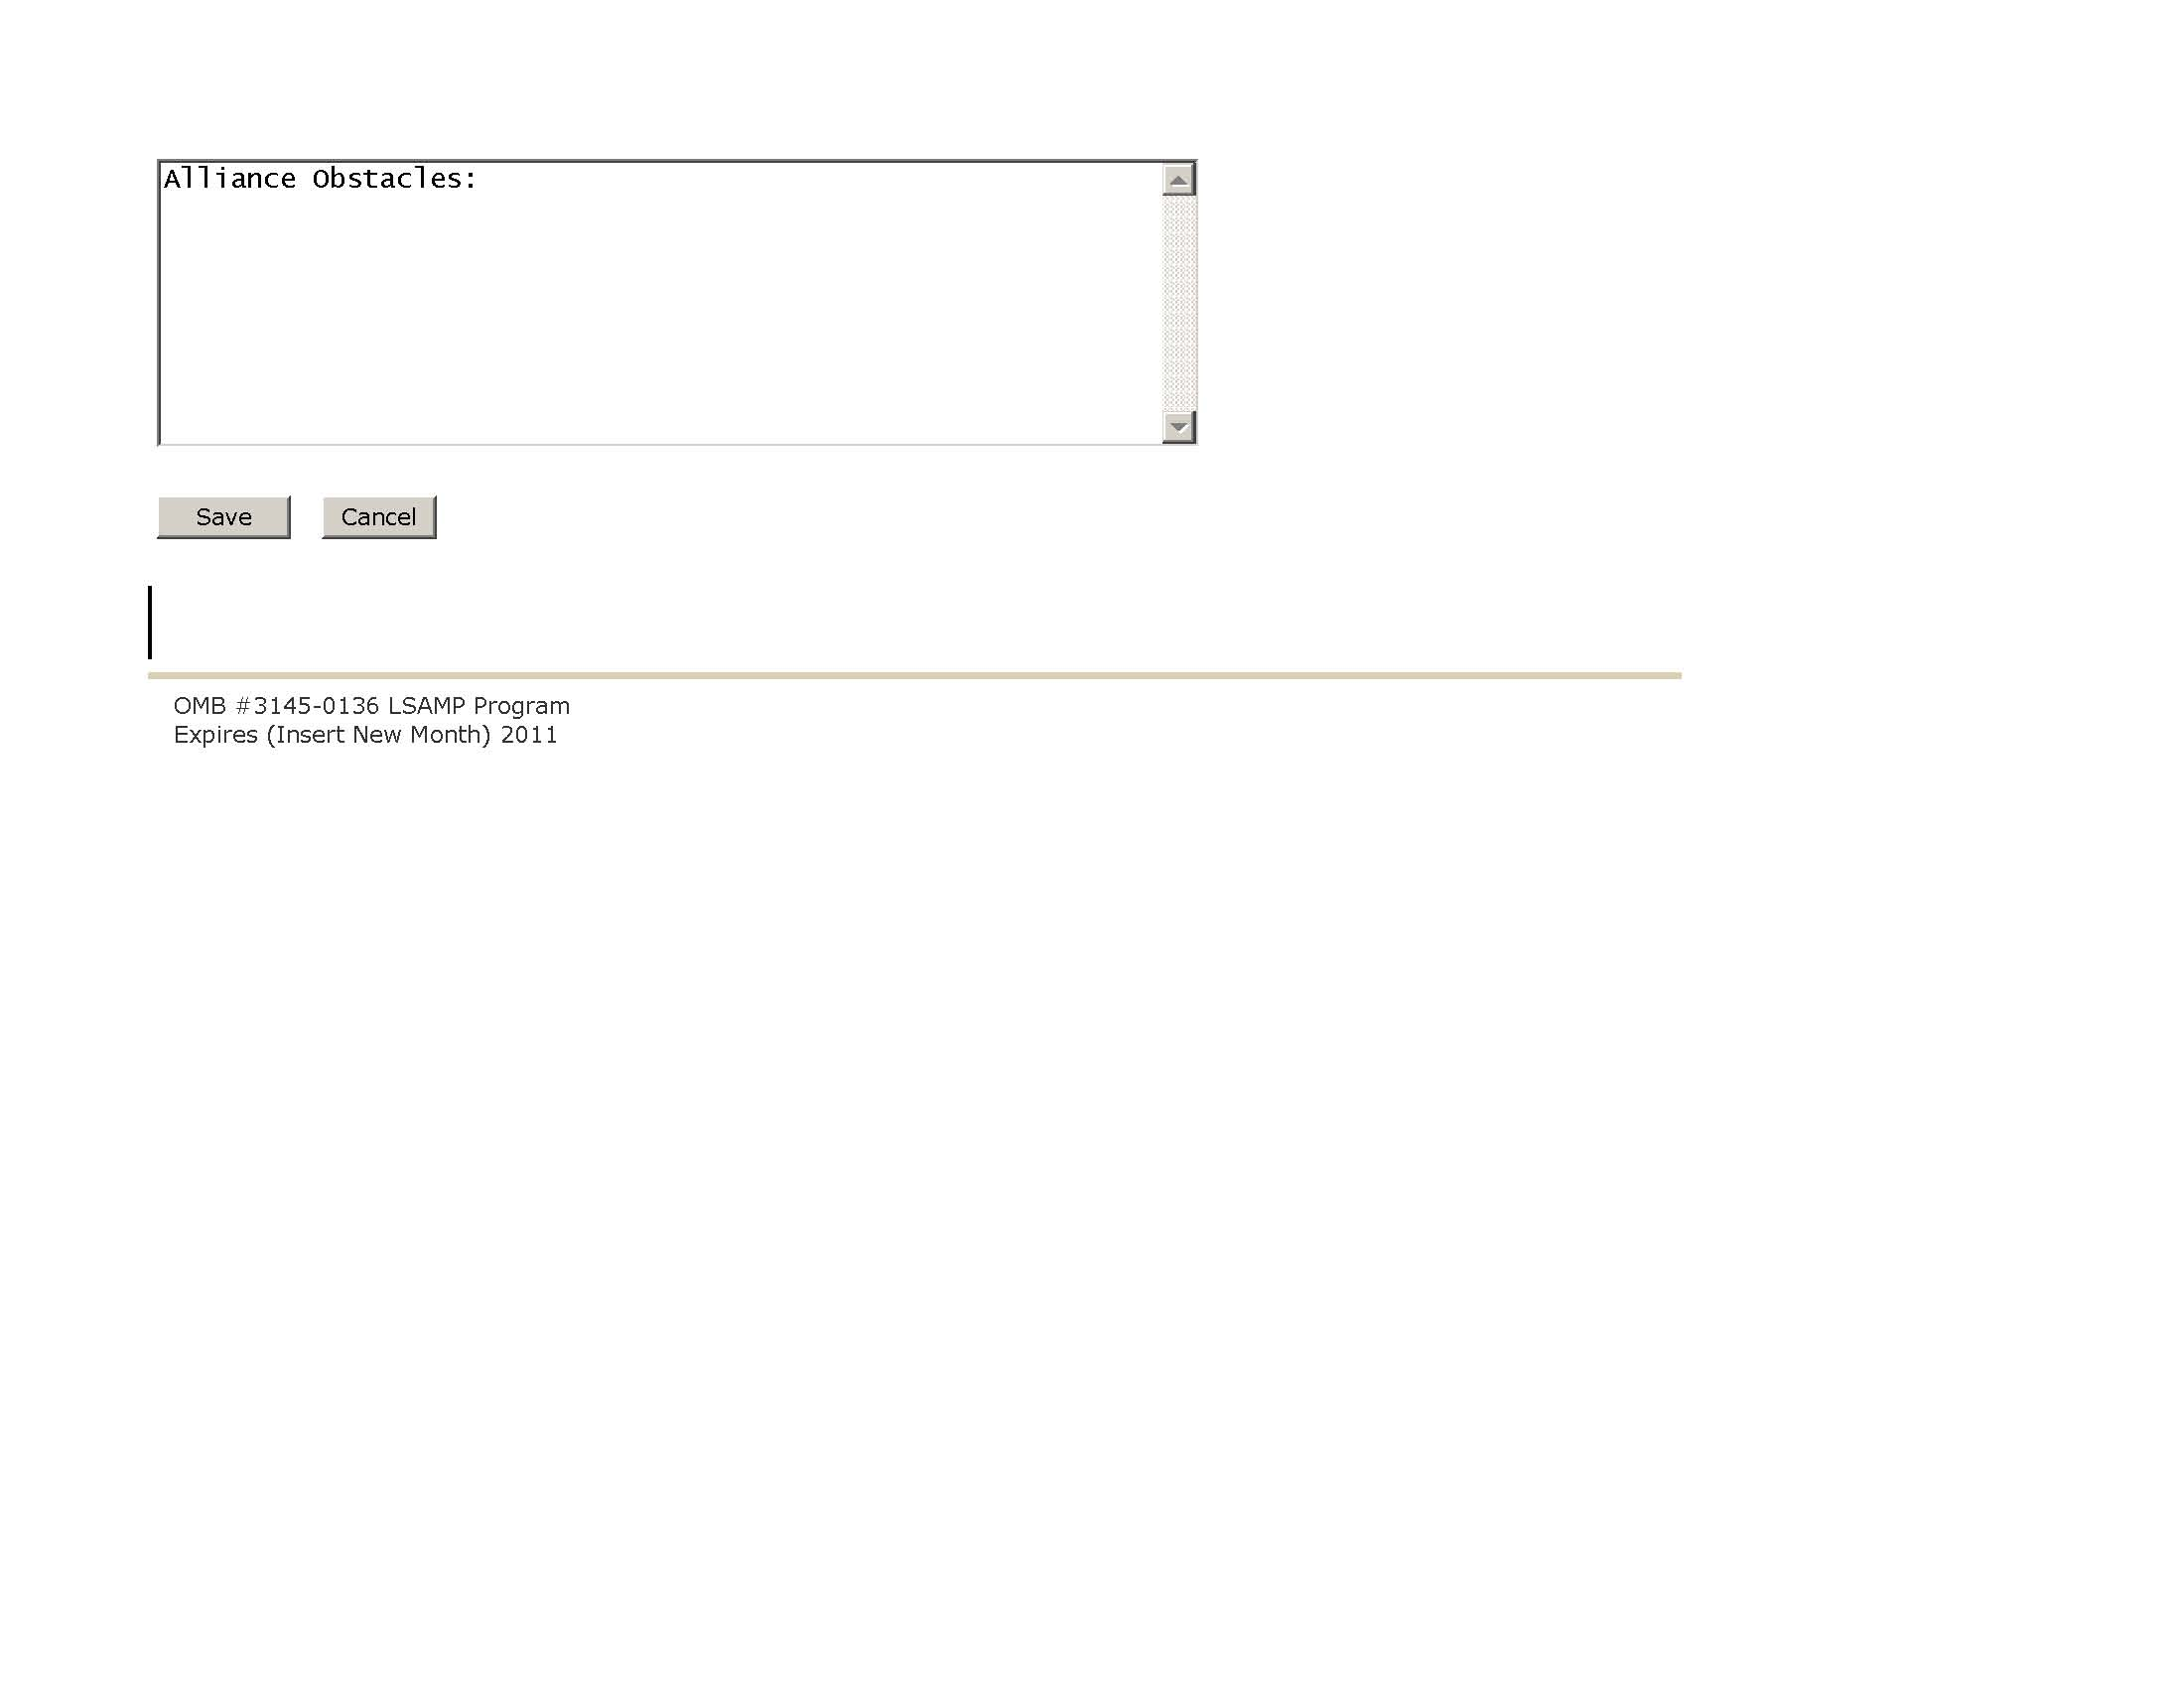 Alliance Obstacles:
Save Cancel
OMB #3145-0136 LSAMP Program
Expires (Insert New Month) 2011